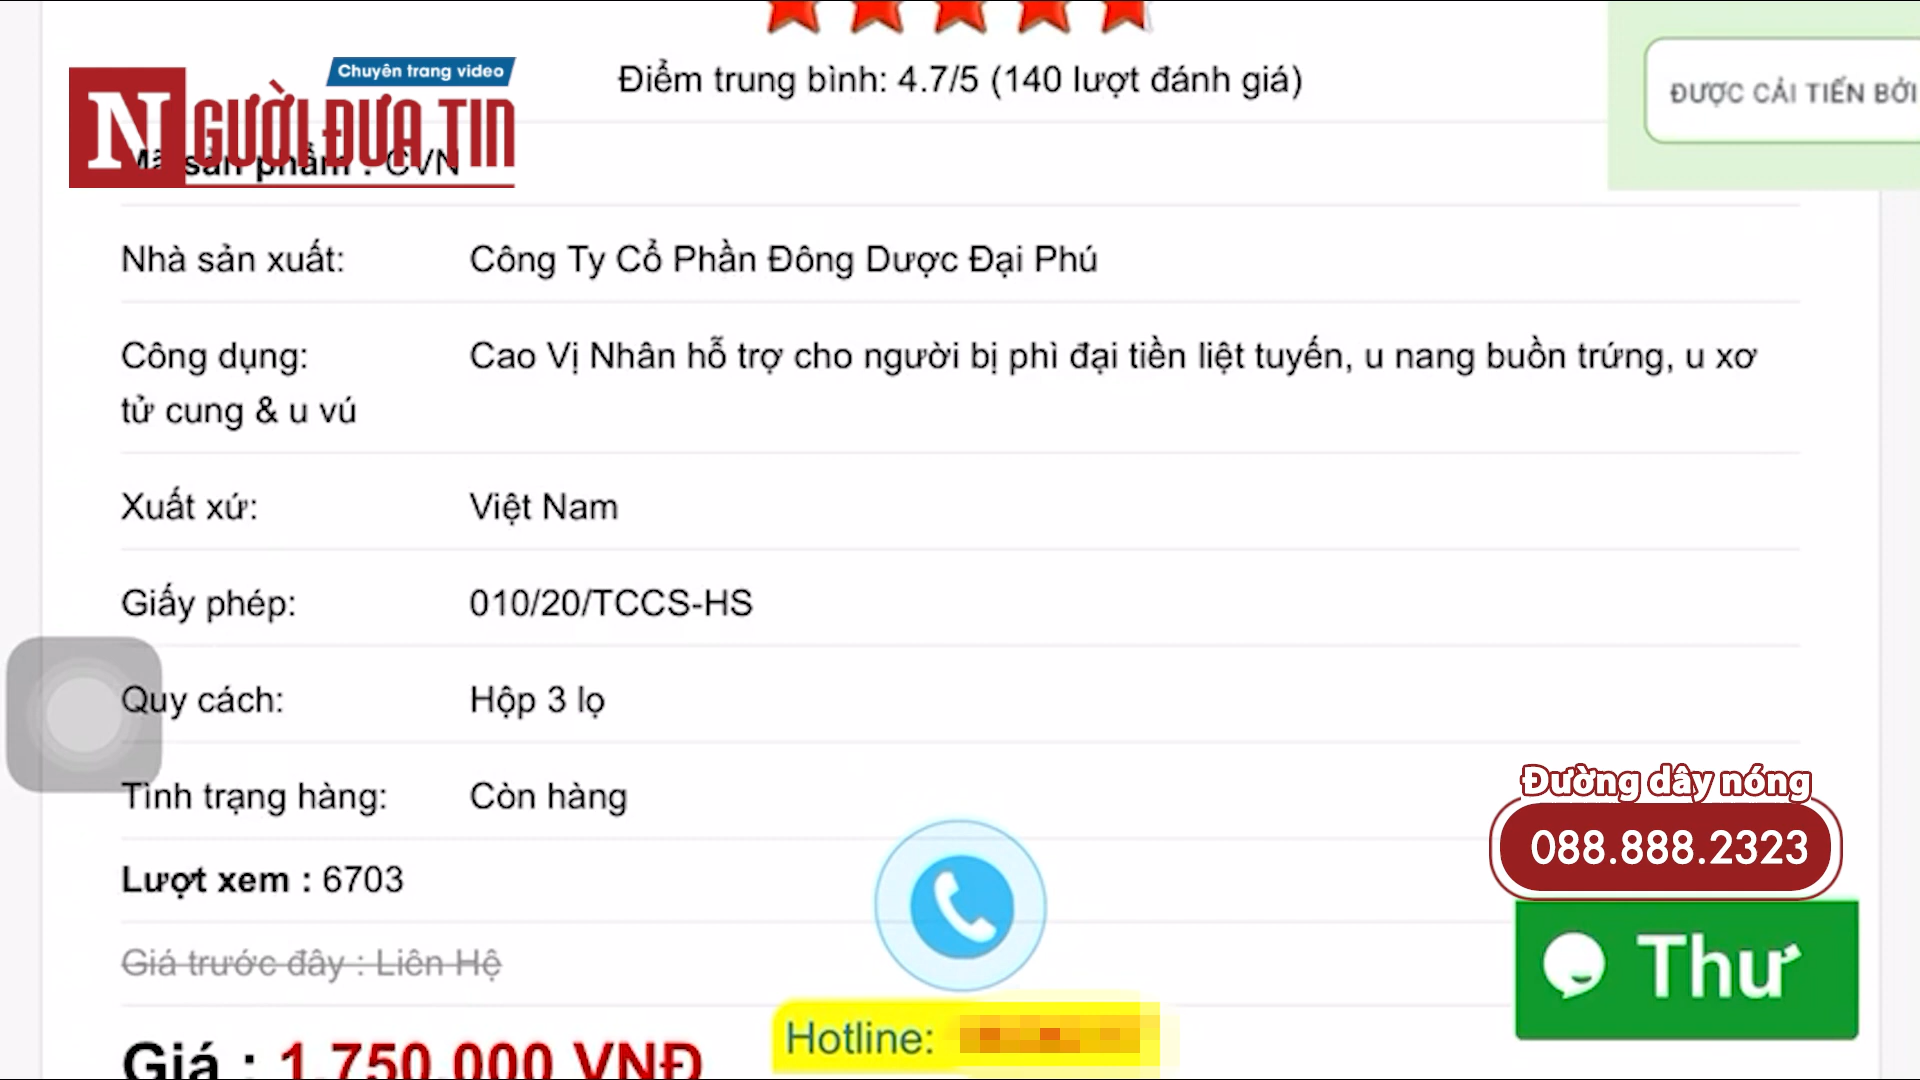 Điểm trung bình: 4.7/5 (140 lượt đánh giá)
ĐƯỢC CẢI TIẾN BỞI
Chuyên trang video
NGƯỜI ĐƯA TIN
Mã sản phẩm : CVN
Nhà sản xuất: Công Ty Cổ Phần Đông Dược Đại Phú
Công dụng: Cao Vị Nhân hỗ trợ cho người bị phì đại tiền liệt tuyến, u nang buồn trứng, u xơ
tử cung & u vú
Xuất xứ: Việt Nam
Giấy phép: 010/20/TCCS-HS
Quy cách: Hộp 3 lọ
Tình trạng hàng: Còn hàng
Đường dây nóng
088.888.2323
Lượt xem : 6703
Giá trước đây : Liên Hệ
Thư
Hotline:
Giá : 1.750.000 VNĐ